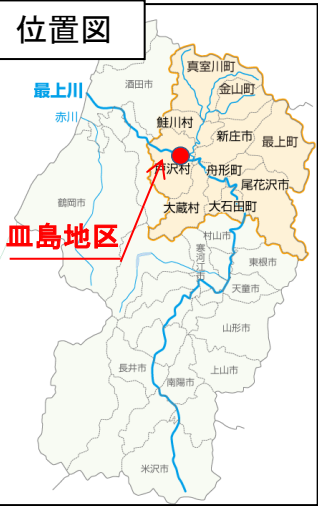 位置図
真室川町
酒田市
金山町
最上川
赤川
鮭川村
新庄市
最上町
戸沢村
舟形町
尾花沢市
鶴岡市
大蔵村
大石田町
皿島地区
村山市
寒河江市
東根市
天童市
山形市
長井市
上山市
南陽市
米沢市